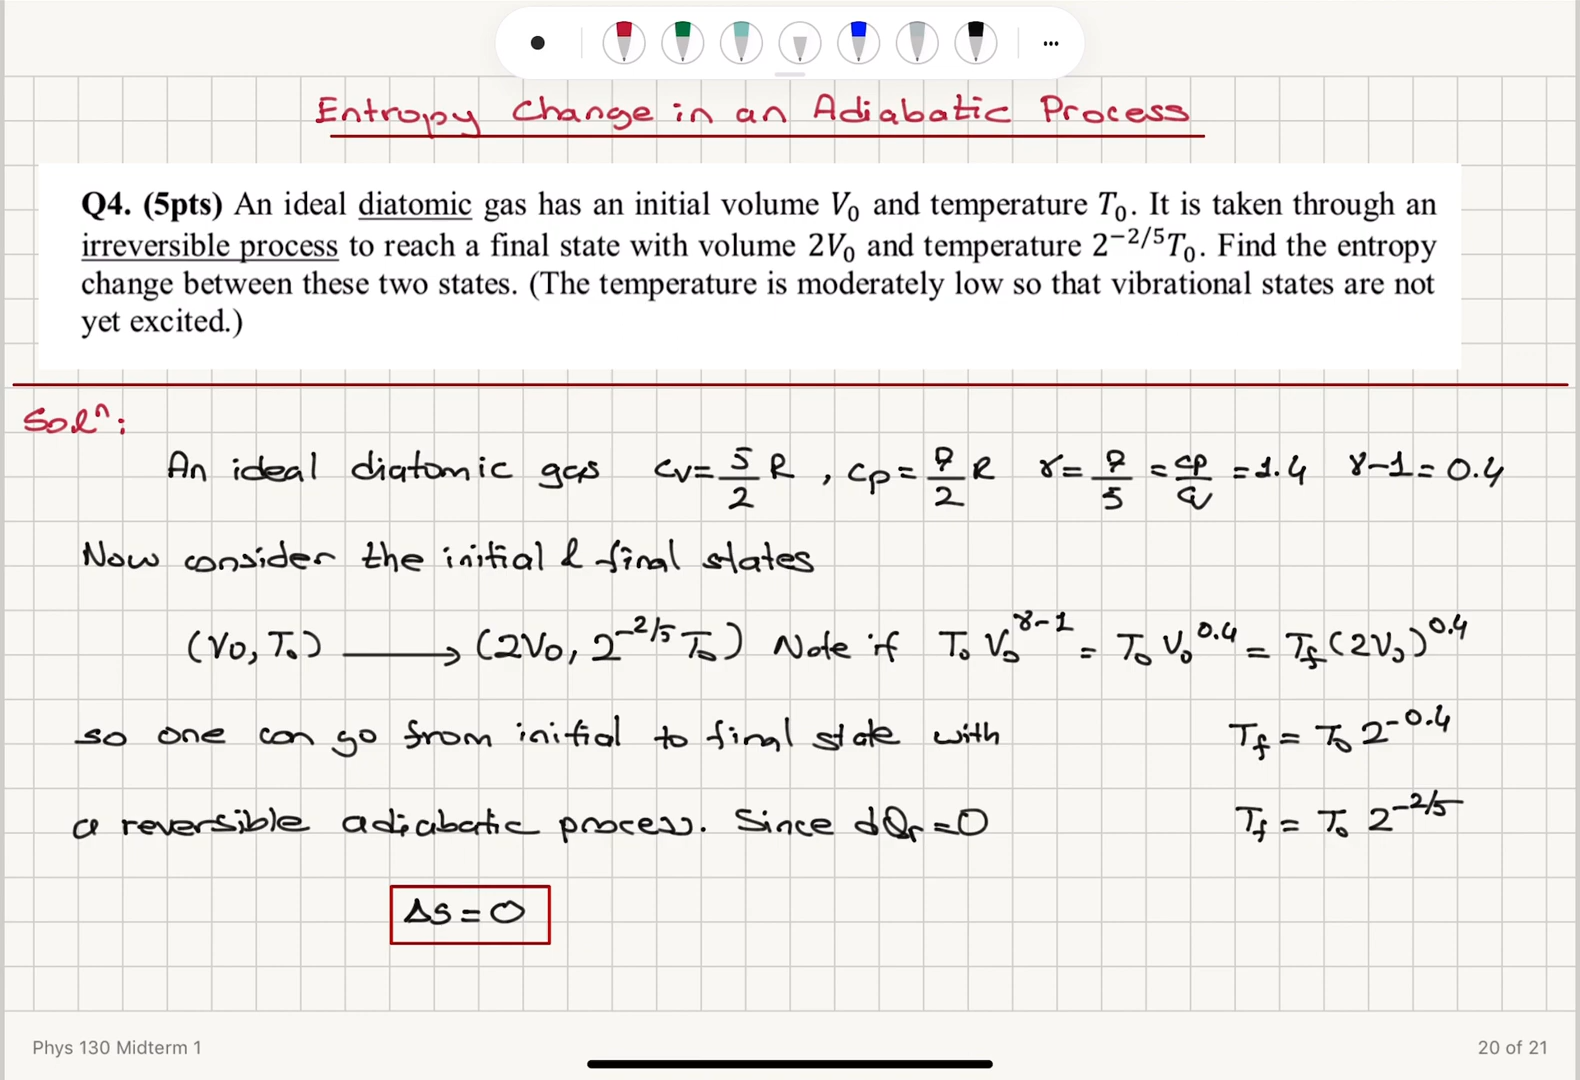 Entropy Change in an Adiabatic Process
Q4. (5pts) An ideal diatomic gas has an initial volume V₀ and temperature T₀. It is taken through an
irreversible process to reach a final state with volume 2V₀ and temperature 2^{-2/5}T₀. Find the entropy
change between these two states. (The temperature is moderately low so that vibrational states are not
yet excited.)
Solⁿ:
An ideal diatomic gas Cv = 5/2 R , Cp = 7/2 R γ = 7/5 = Cp/Cv = 1.4 γ-1 = 0.4
Now consider the initial & final states
(V₀, T₀) → (2V₀, 2^{-2/5} T₀) Note if T₀ V₀^{γ-1} = T₀ V₀^{0.4} = T_f (2V₀)^{0.4}
so one can go from initial to final state with T_f = T₀ 2^{-0.4}
a reversible adiabatic process. Since dQr = 0 T_f = T₀ 2^{-2/5}
ΔS = 0
Phys 130 Midterm 1 20 of 21